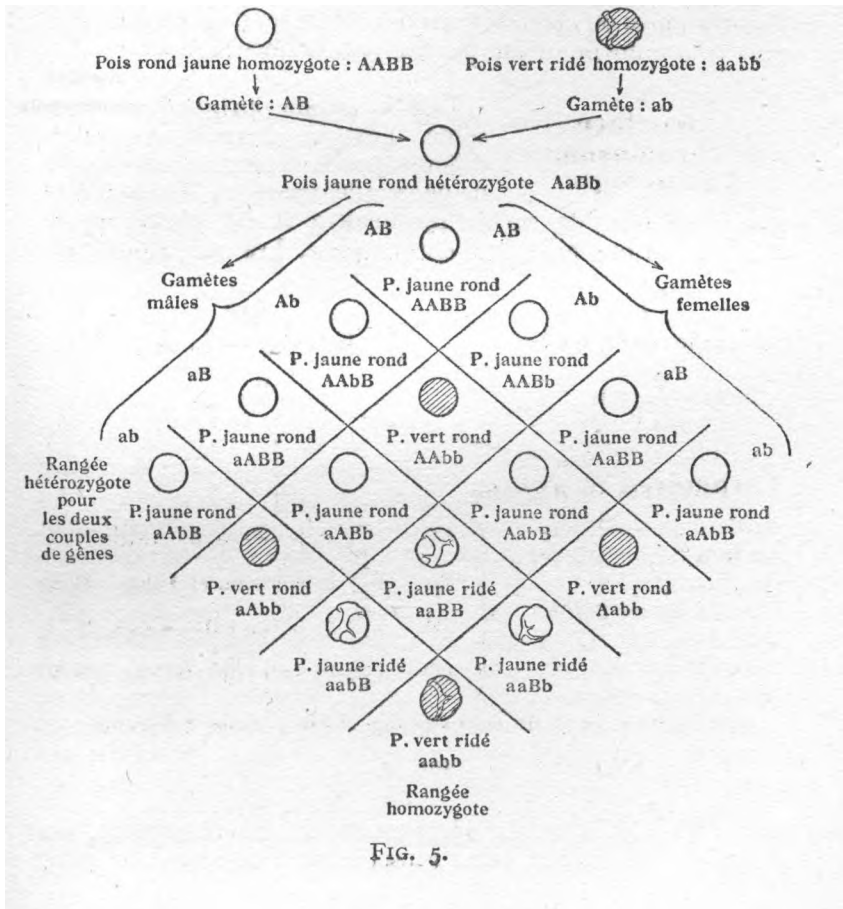 Pois rond jaune homozygote : AABB
Pois vert ridé homozygote : aabb
Gamète : AB
Gamète : ab
Pois jaune rond hétérozygote AaBb
AB
AB
Gamètes
mâles
Gamètes
femelles
P. jaune rond
AABB
Ab
Ab
P. jaune rond
AAbB
P. jaune rond
AABb
aB
aB
P. jaune rond
aABB
P. vert rond
AAbb
P. jaune rond
AaBB
ab
ab
Rangée
hétérozygote
pour
les deux
couples
de gènes
P. jaune rond
aAbB
P. jaune rond
aABb
P. jaune rond
AabB
P. jaune rond
aAbB
P. vert rond
aAbb
P. jaune ridé
aaBB
P. vert rond
Aabb
P. jaune ridé
aabB
P. jaune ridé
aaBb
P. vert ridé
aabb
Rangée
homozygote
FIG. 5.